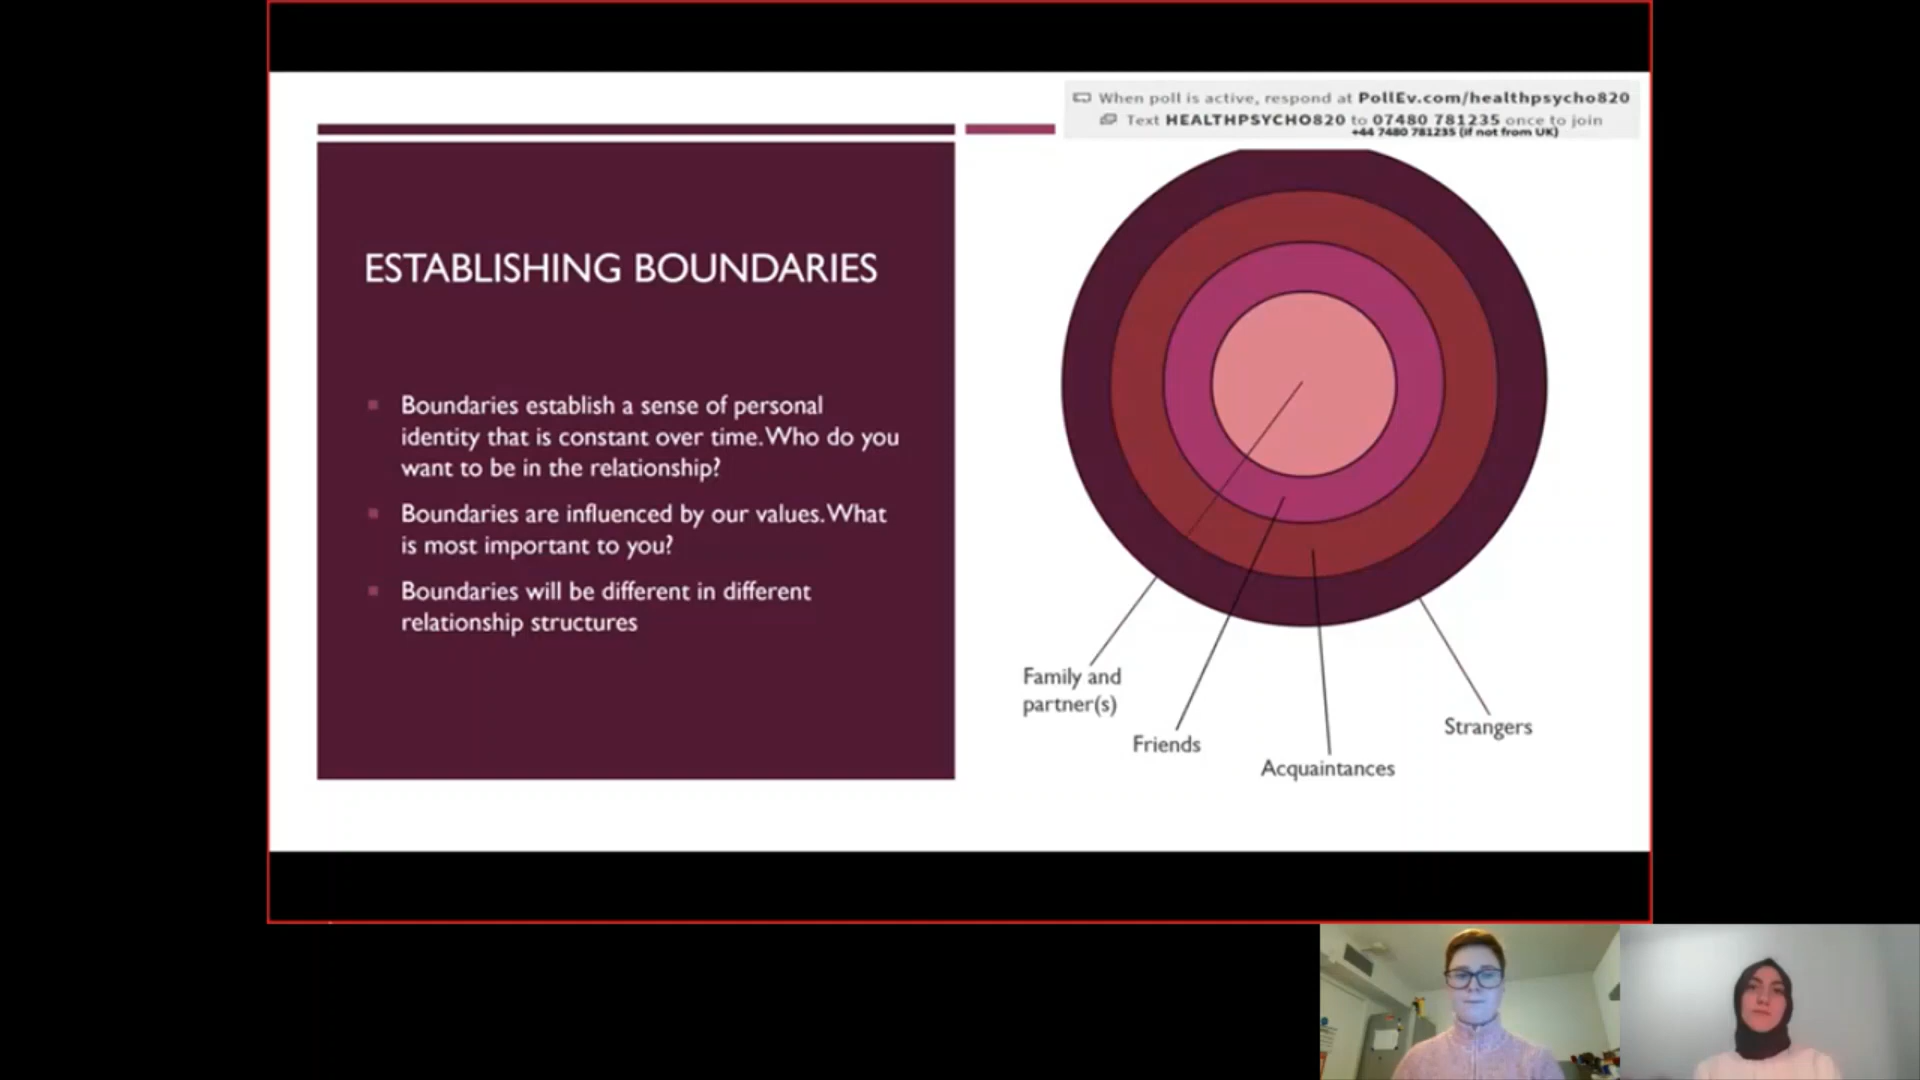 When poll is active, respond at PollEv.com/healthpsycho820
Text HEALTHPSYCHO820 to 07480 781235 once to join
+44 7480 781235 (if not from UK)
ESTABLISHING BOUNDARIES
Boundaries establish a sense of personal
identity that is constant over time. Who do you
want to be in the relationship?
Boundaries are influenced by our values. What
is most important to you?
Boundaries will be different in different
relationship structures
Family and
partner(s)
Friends
Acquaintances
Strangers